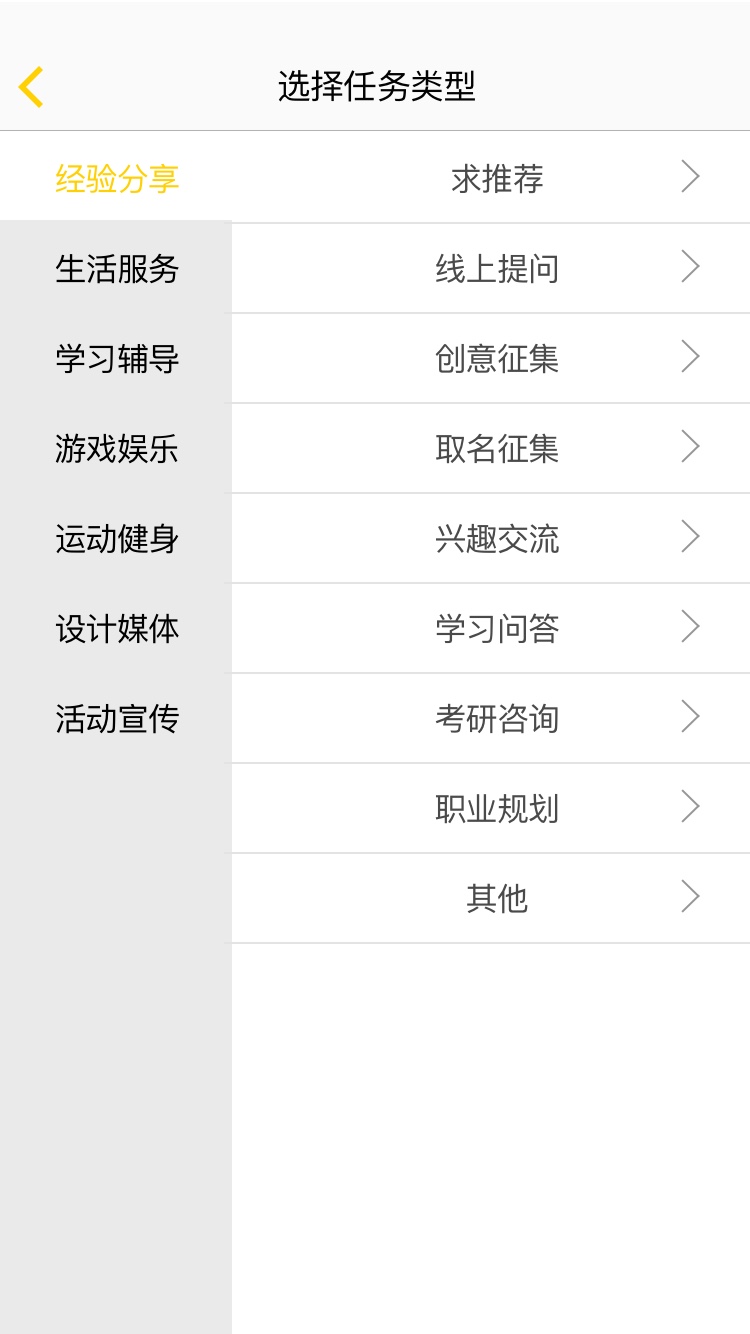 选择任务类型
经验分享
生活服务
学习辅导
游戏娱乐
运动健身
设计媒体
活动宣传
求推荐
线上提问
创意征集
取名征集
兴趣交流
学习问答
考研咨询
职业规划
其他